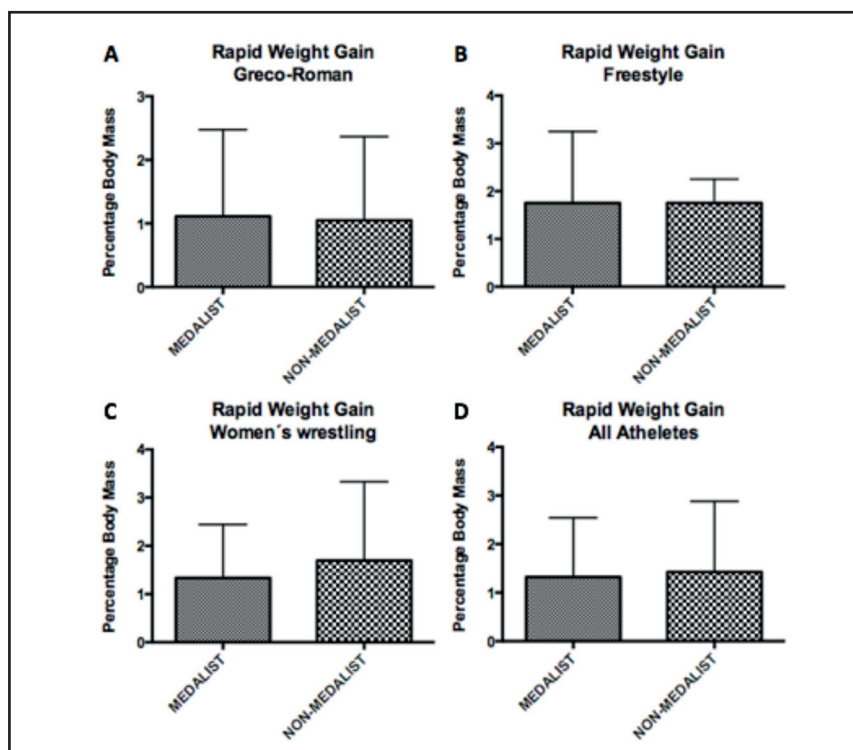 A
Rapid Weight Gain
Greco-Roman
Percentage Body Mass
3
2
1
0
MEDALIST
NON-MEDALIST
B
Rapid Weight Gain
Freestyle
Percentage Body Mass
4
3
2
1
0
MEDALIST
NON-MEDALIST
C
Rapid Weight Gain
Women´s wrestling
Percentage Body Mass
4
3
2
1
0
MEDALIST
NON-MEDALIST
D
Rapid Weight Gain
All Atheletes
Percentage Body Mass
4
3
2
1
0
MEDALIST
NON-MEDALIST